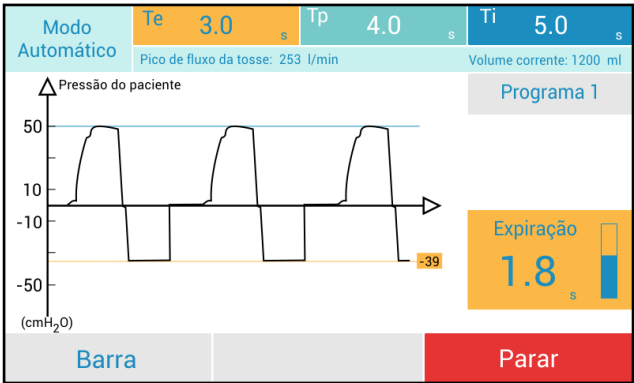 Modo
Automático
Te 3.0 s
Tp 4.0 s
Ti 5.0 s
Pico de fluxo da tosse: 253 l/min
Volume corrente: 1200 ml
Pressão do paciente
Programa 1
50
10
-10
-50
(cmH₂O)
-39
Expiração
1.8
s
Barra
Parar